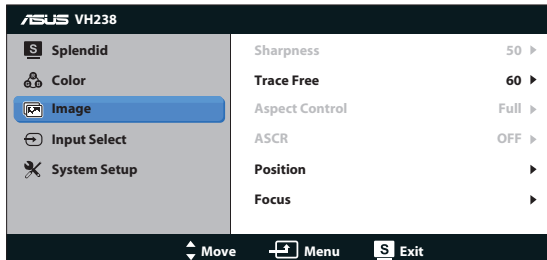 ASUS VH238
Splendid
Color
Image
Input Select
System Setup
Sharpness 50
Trace Free 60
Aspect Control Full
ASCR OFF
Position
Focus
Move Menu S Exit